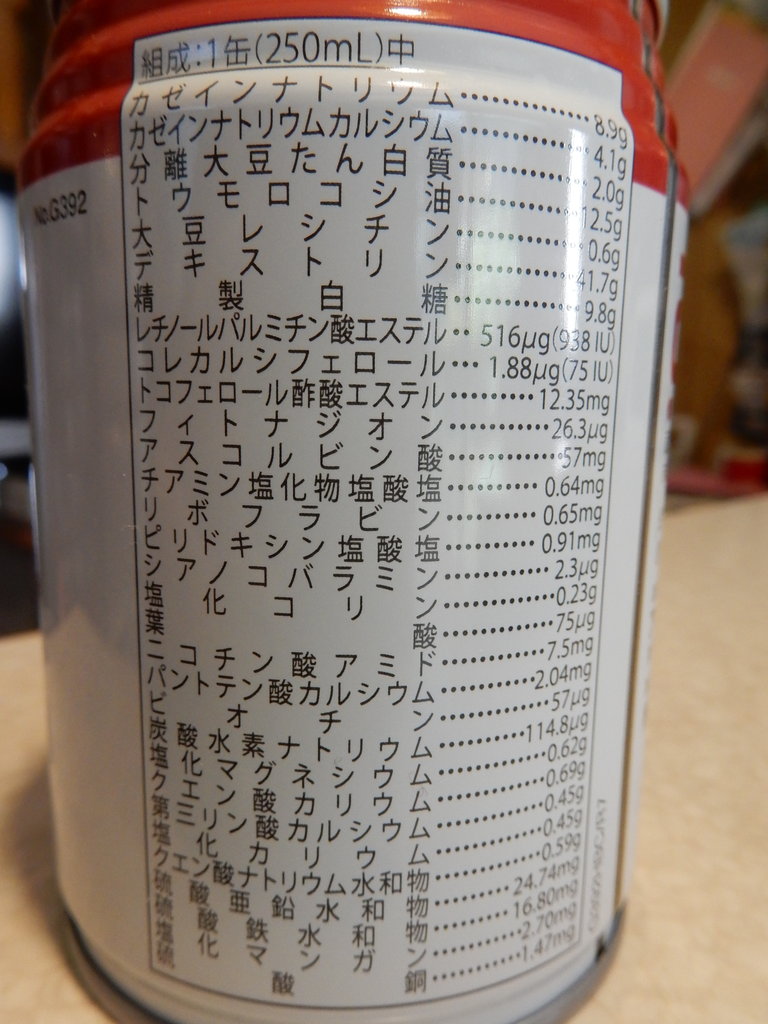 組成:1缶(250mL)中
カゼインナトリウム………8.9g
カゼインナトリウムカルシウム………4.1g
分離大豆たん白質………2.0g
トウモロコシ油………12.5g
大豆レシチン………0.6g
デキストリン………41.7g
精製白糖………9.8g
レチノールパルミチン酸エステル‥516μg(938 IU)
コレカルシフェロール…1.88μg(75 IU)
トコフェロール酢酸エステル………12.35mg
フィトナジオン………26.3μg
アスコルビン酸………57mg
チアミン塩化物塩酸塩………0.64mg
リボフラビン………0.65mg
ピリドキシン塩酸塩………0.91mg
シアノコバラミン………2.3μg
塩化コリン………0.23g
葉酸………75μg
ニコチン酸アミド………7.5mg
パントテン酸カルシウム………2.04mg
ビオチン………57μg
炭酸水素ナトリウム………114.8μg
塩化マグネシウム………0.62g
クエン酸カリウム………0.69g
第三リン酸カルシウム………0.45g
塩化カリウム………0.45g
クエン酸ナトリウム水和物………0.59g
硫酸亜鉛水和物………24.74mg
硫酸鉄水和物………16.80mg
塩化マンガン………2.70mg
硫酸銅………1.47mg
No.G392